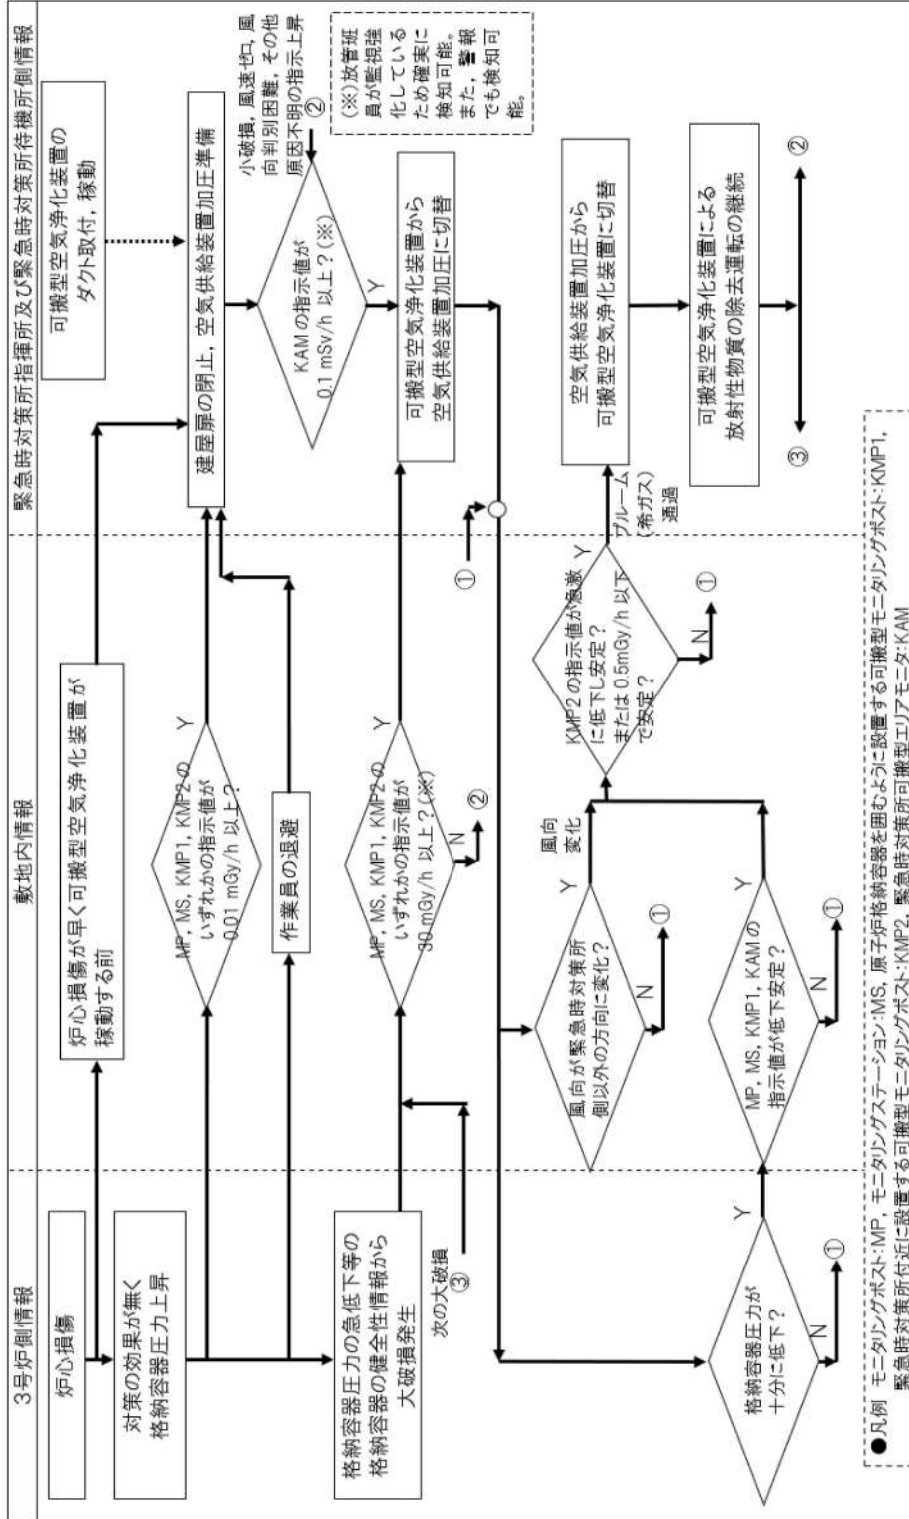 3号炉側情報
敷地内情報
緊急時対策所指揮所及び緊急時対策所待機所側情報
炉心損傷
炉心損傷が早く可搬型空気浄化装置が
稼動する前
可搬型空気浄化装置の
ダクト取付，稼動
対策の効果が無く
格納容器圧力上昇
MP, MS, KMP1, KMP2の
いずれかの指示値が
0.01 mGy/h 以上？
Y
建屋扉の閉止，空気供給装置加圧準備
作業員の退避
小破損，風速ゼロ，風
向判別困難，その他
原因不明の指示上昇
②
KAMの指示値が
0.1 mSv/h 以上？(※)
Y
(※)放管班
員が監視強
化している
ため確実に
検知可能。
また，警報
でも検知可
能。
格納容器圧力の急低下等の
格納容器の健全性情報から
大破損発生
MP, MS, KMP1, KMP2の
いずれかの指示値が
30 mGy/h 以上？(※)
Y
N
②
可搬型空気浄化装置から
空気供給装置加圧に切替
次の大破損
③
①
風向が緊急時対策所
側以外の方向に変化？
Y
風向
変化
N
①
KMP2の指示値が急激
に低下し安定？
または0.5mGy/h 以下
で安定？
Y
N
①
プルーム
(希ガス)
通過
空気供給装置加圧から
可搬型空気浄化装置に切替
格納容器圧力が
十分に低下？
Y
N
①
MP, MS, KMP1, KAMの
指示値が低下安定？
Y
N
①
可搬型空気浄化装置による
放射性物質の除去運転の継続
③
②
●凡例 モニタリングポスト:MP，モニタリングステーション:MS，原子炉格納容器を囲むように設置する可搬型モニタリングポスト:KMP1，
緊急時対策所付近に設置する可搬型モニタリングポスト:KMP2，緊急時対策所可搬型エリアモニタ:KAM